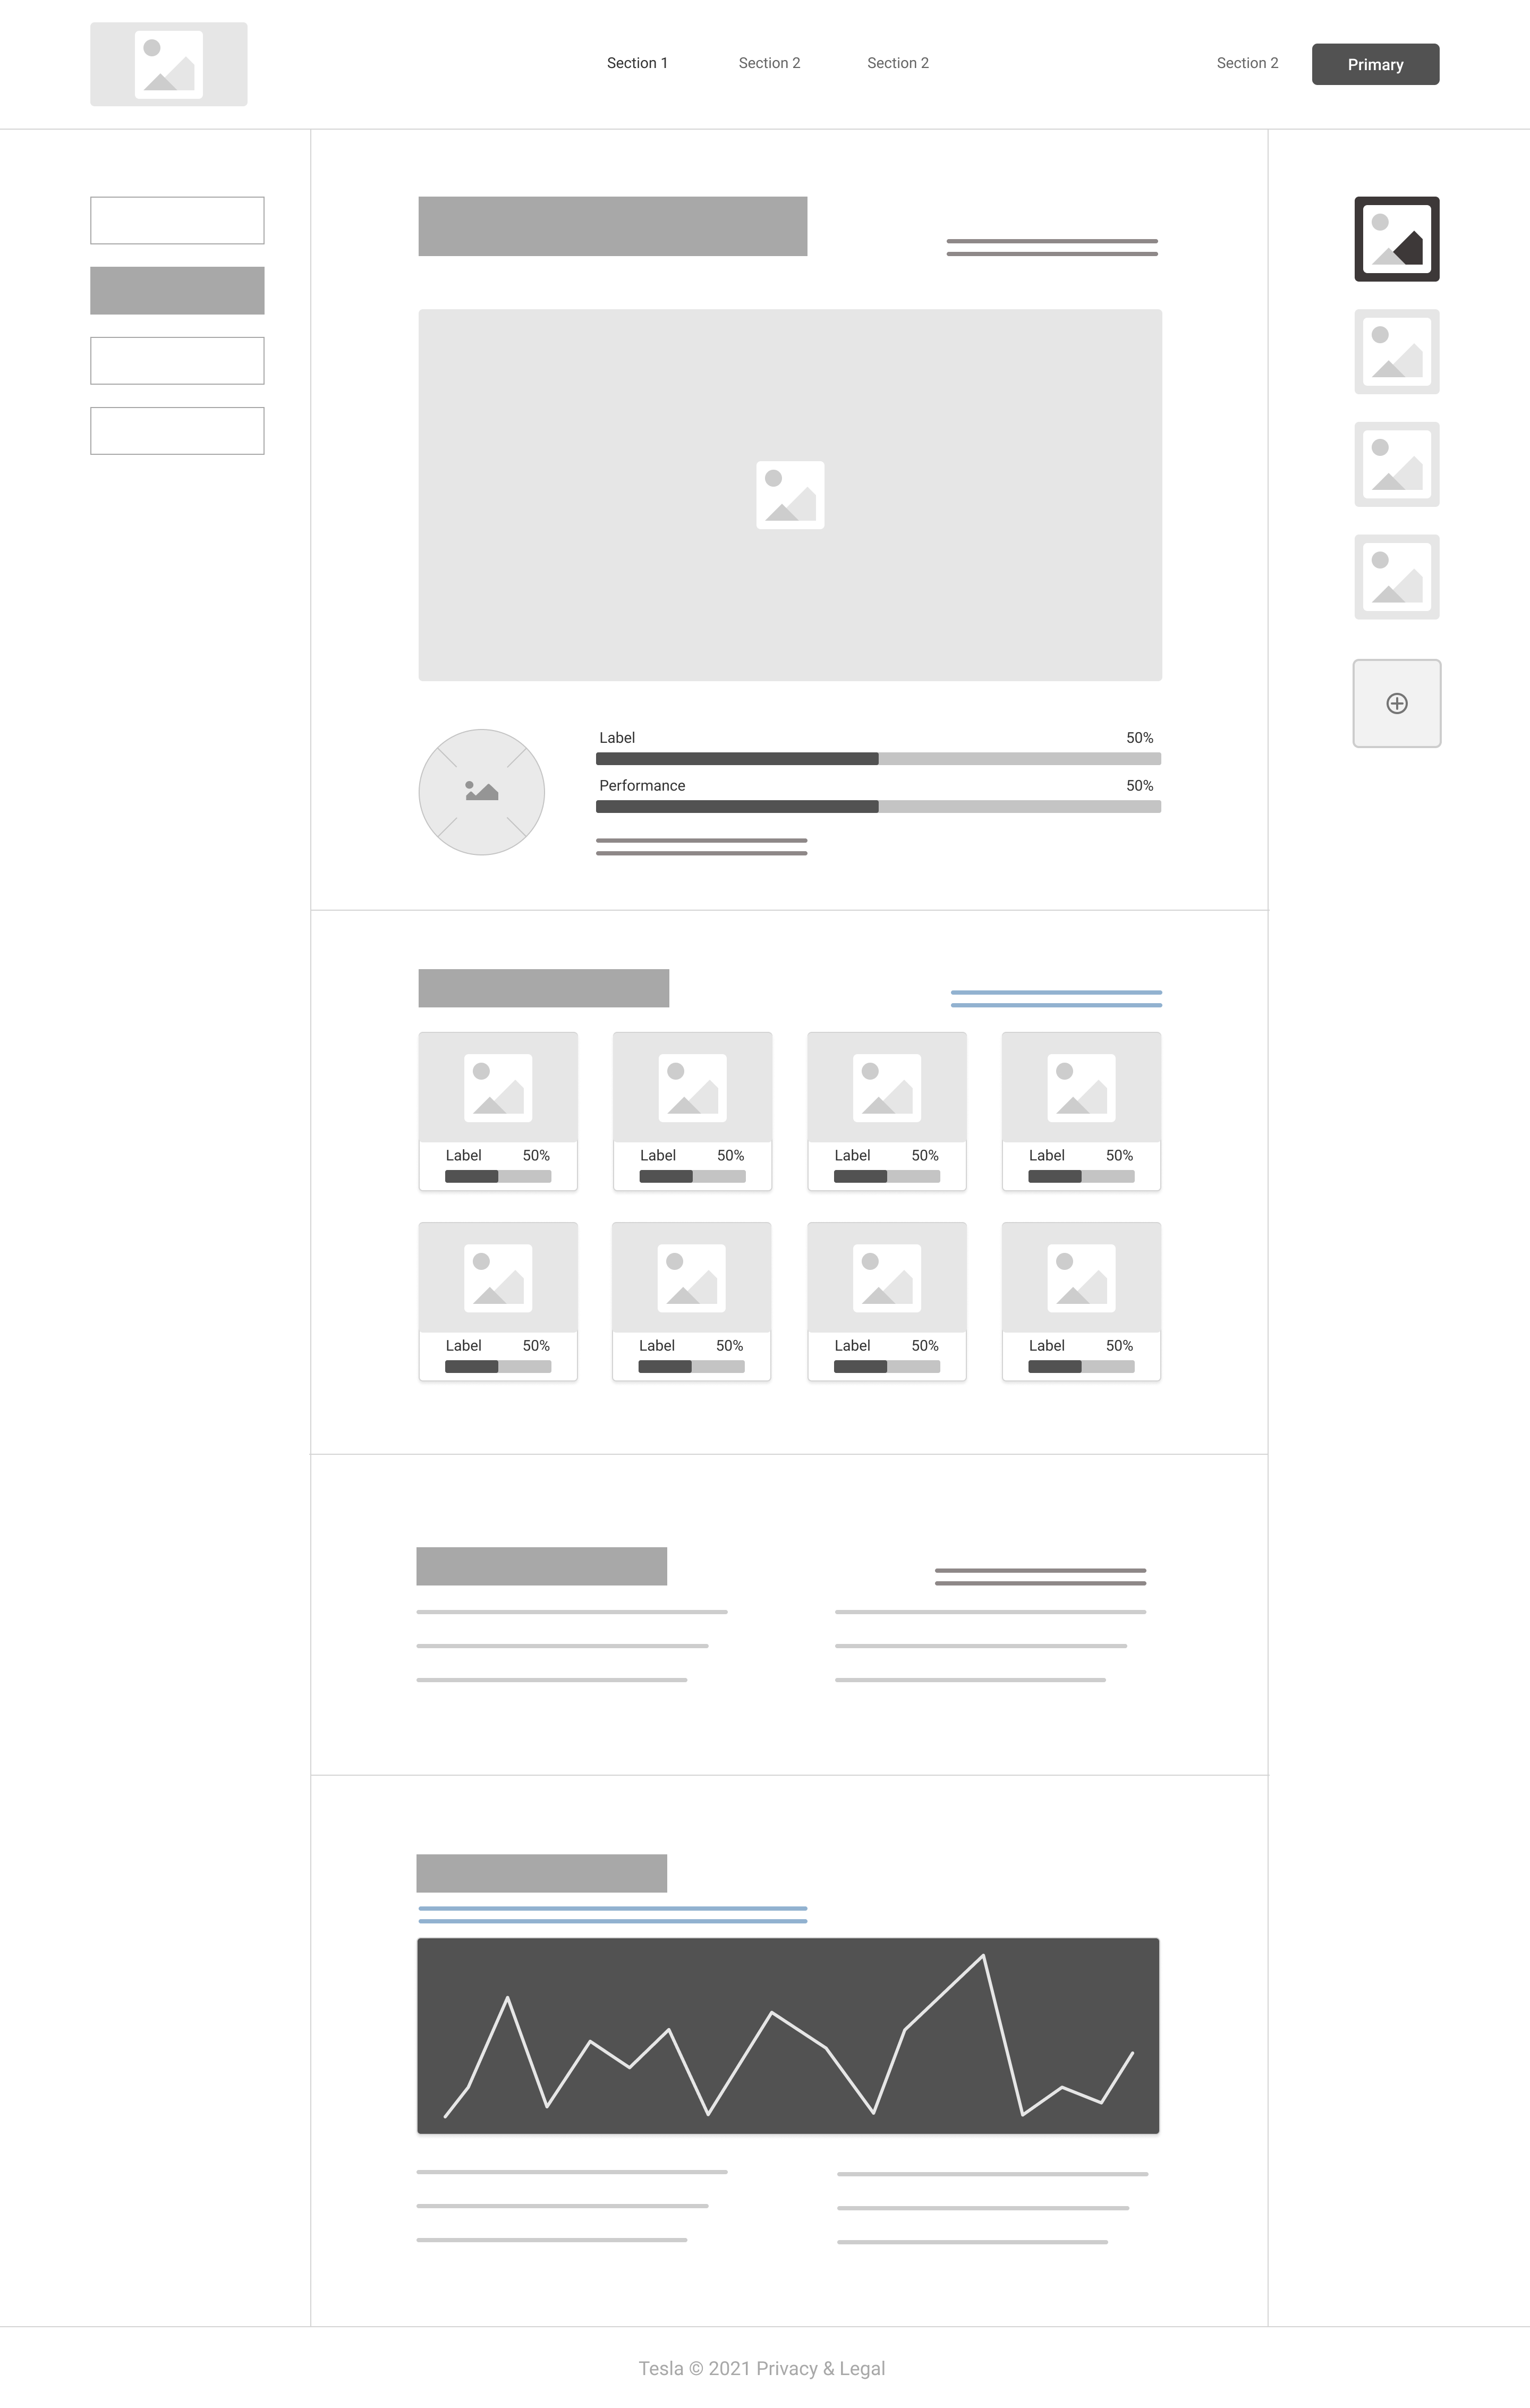 Section 1 Section 2 Section 2 Section 2 Primary
Label 50%
Performance 50%
Label 50% Label 50% Label 50% Label 50%
Label 50% Label 50% Label 50% Label 50%
Tesla © 2021 Privacy & Legal